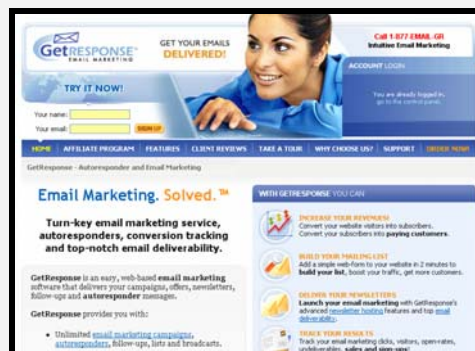 GETRESPONSE
EMAIL MARKETING
GET YOUR EMAILS
DELIVERED!
Call 1-877-EMAIL-GR
Intuitive Email Marketing
ACCOUNT LOGIN
You are already logged in,
go to the control panel.
TRY IT NOW!
Your name:
Your email:
SIGN UP
HOME | AFFILIATE PROGRAM | FEATURES | CLIENT REVIEWS | TAKE A TOUR | WHY CHOOSE US? | SUPPORT | ORDER NOW!
GetResponse - Autoresponder and Email Marketing
Email Marketing. Solved.™
Turn-key email marketing service,
autoresponders, conversion tracking
and top-notch email deliverability.
GetResponse is an easy, web-based email marketing
software that delivers your campaigns, offers, newsletters,
follow-ups and autoresponder messages.
GetResponse provides you with:
• Unlimited email marketing campaigns,
autoresponders, follow-ups, lists and broadcasts.
WITH GETRESPONSE YOU CAN
INCREASE YOUR REVENUES!
Convert your website visitors into subscribers.
Convert your subscribers into paying customers.
BUILD YOUR MAILING LIST
Add a simple web-form to your website in 2 minutes to
build your list, boost your traffic, get more customers.
DELIVER YOUR NEWSLETTERS
Launch your email marketing with GetResponse's
advanced newsletter hosting features and top email
deliverability.
TRACK YOUR RESULTS
Track your email marketing clicks, visitors, open-rates,
undeliverables, sales and sign-ups!